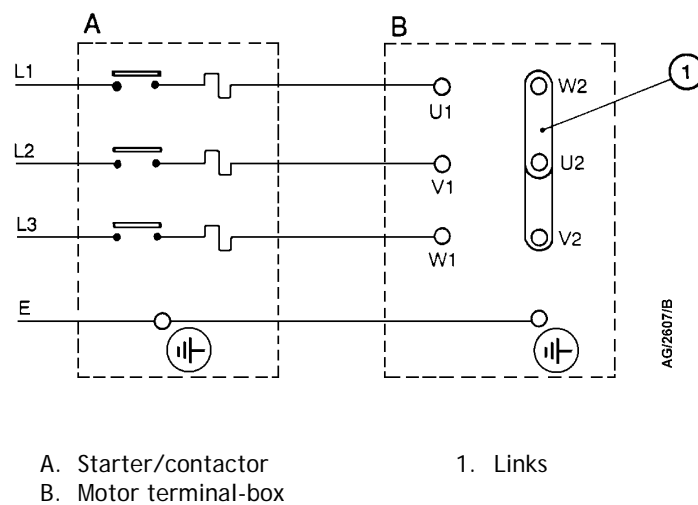 A
B
L1
W2
1
U1
L2
U2
V1
L3
V2
W1
E
AG/2607/B
A. Starter/contactor
1. Links
B. Motor terminal-box